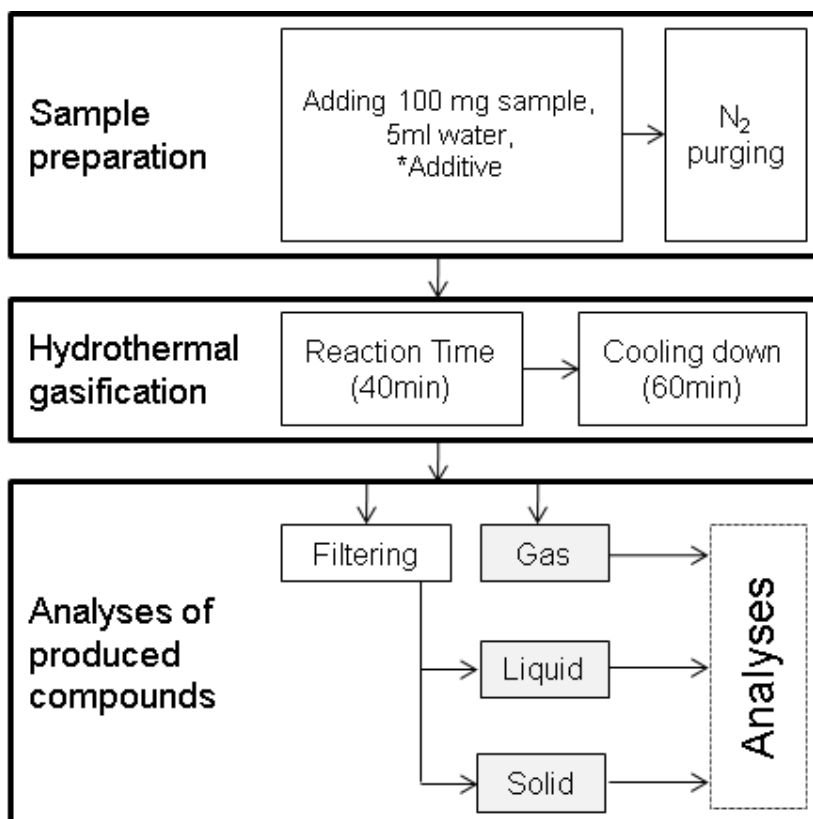 Sample
preparation
Adding 100 mg sample,
5ml water,
*Additive
N₂
purging
Hydrothermal
gasification
Reaction Time
(40min)
Cooling down
(60min)
Analyses of
produced
compounds
Filtering
Gas
Liquid
Solid
Analyses